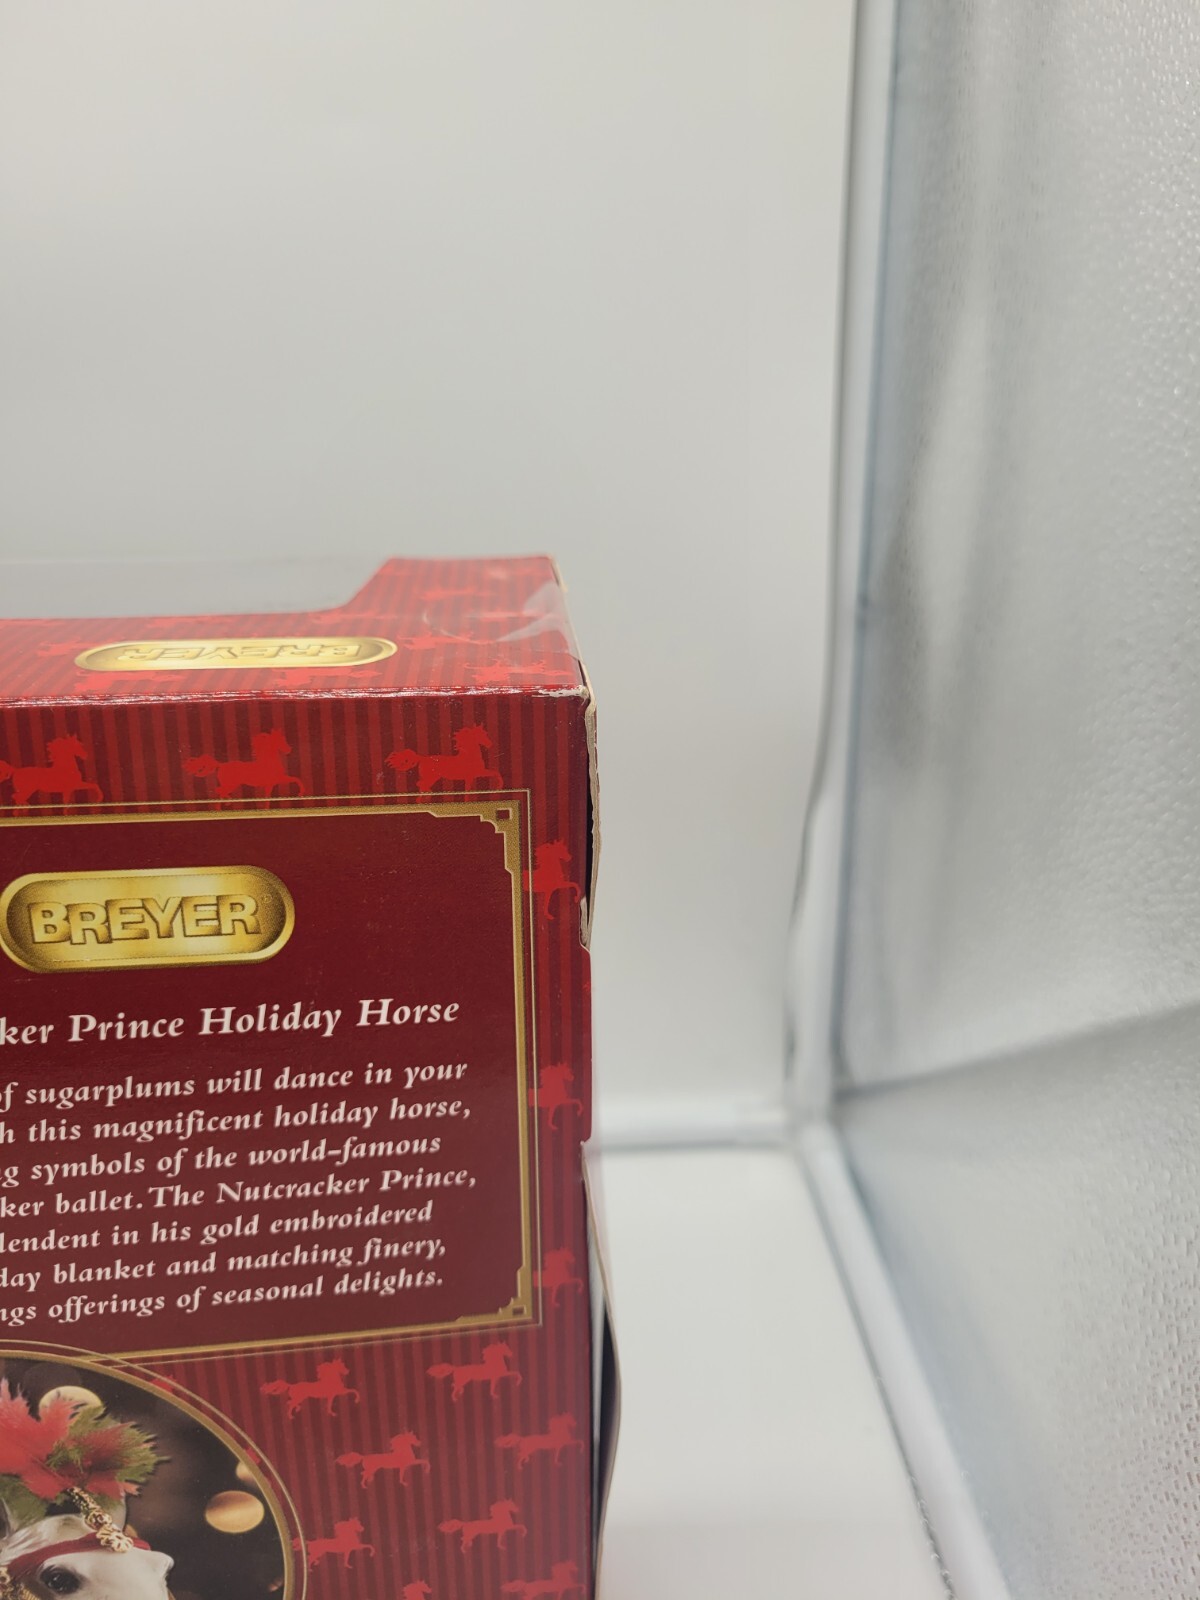 BREYER
BREYER
ker Prince Holiday Horse
of sugarplums will dance in your
h this magnificent holiday horse,
g symbols of the world-famous
ker ballet. The Nutcracker Prince,
lendent in his gold embroidered
day blanket and matching finery,
ngs offerings of seasonal delights.